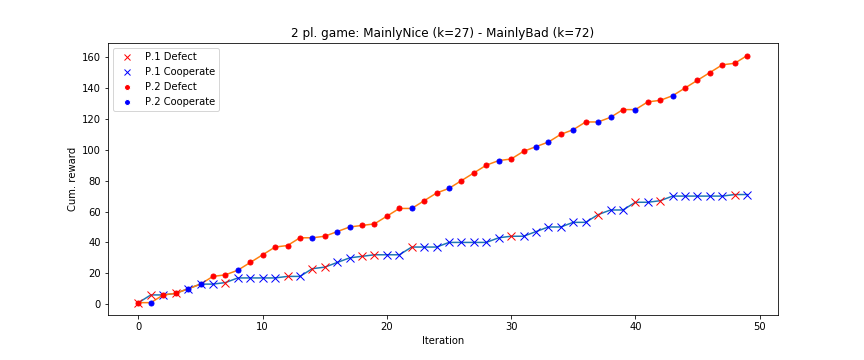 2 pl. game: MainlyNice (k=27) - MainlyBad (k=72)
P.1 Defect
P.1 Cooperate
P.2 Defect
P.2 Cooperate
Cum. reward
160
140
120
100
80
60
40
20
0
0 10 20 30 40 50
Iteration